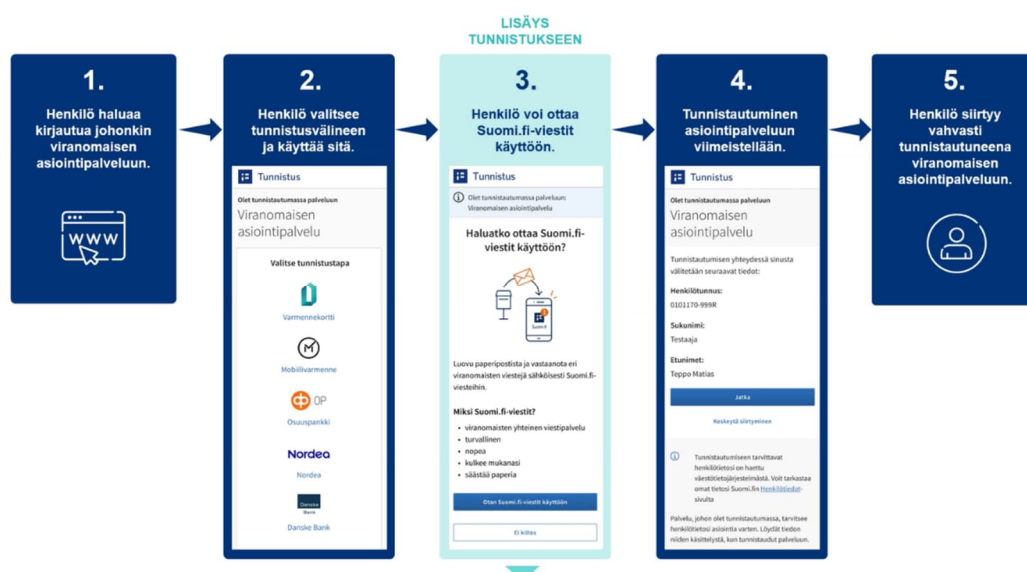 LISÄYS
TUNNISTUKSEEN
1.
Henkilö haluaa
kirjautua johonkin
viranomaisen
asiointipalveluun.
WWW
2.
Henkilö valitsee
tunnistusvälineen
ja käyttää sitä.
Tunnistus
Olet tunnistautumassa palveluun
Viranomaisen
asiointipalvelu
Valitse tunnistustapa
Varmennekortti
Mobiilivarmenne
OP
Osuuspankki
Nordea
Nordea
Danske
Bank
Danske Bank
3.
Henkilö voi ottaa
Suomi.fi-viestit
käyttöön.
Tunnistus
Olet tunnistautumassa palveluun:
Viranomaisen asiointipalvelu
Haluatko ottaa Suomi.fi-
viestit käyttöön?
Suomi.fi
Luovu paperipostista ja vastaanota eri
viranomaisten viestejä sähköisesti Suomi.fi-
viesteihin.
Miksi Suomi.fi-viestit?
• viranomaisten yhteinen viestipalvelu
• turvallinen
• nopea
• kulkee mukanasi
• säästää paperia
Otan Suomi.fi-viestit käyttöön
Ei kiitos
4.
Tunnistautuminen
asiointipalveluun
viimeistellään.
Tunnistus
Olet tunnistautumassa palveluun
Viranomaisen
asiointipalvelu
Tunnistautumisen yhteydessä sinusta
välitetään seuraavat tiedot:
Henkilötunnus:
0101170-999R
Sukunimi:
Testaaja
Etunimet:
Teppo Matias
Jatka
Keskeytä siirtyminen
Tunnistautumiseen tarvittavat
henkilötietosi on haettu
väestötietojärjestelmästä. Voit tarkastaa
omat tietosi Suomi.fin Henkilötiedot-
sivulta
Palvelu, johon olet tunnistautumassa, tarvitsee
henkilötietosi asiointia varten. Löydät tiedon
niiden käsittelystä, kun tunnistaudut palveluun.
5.
Henkilö siirtyy
vahvasti
tunnistautuneena
viranomaisen
asiointipalveluun.